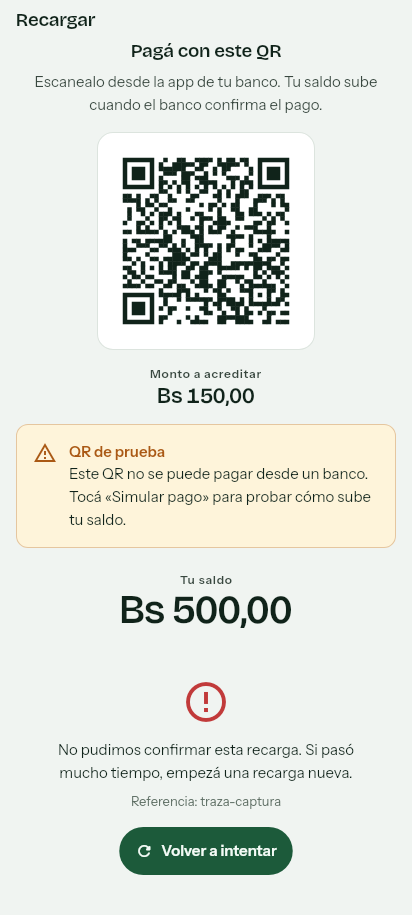 Recargar
Pagá con este QR
Escanealo desde la app de tu banco. Tu saldo sube
cuando el banco confirma el pago.
Monto a acreditar
Bs 150,00
QR de prueba
Este QR no se puede pagar desde un banco.
Tocá «Simular pago» para probar cómo sube
tu saldo.
Tu saldo
Bs 500,00
No pudimos confirmar esta recarga. Si pasó
mucho tiempo, empezá una recarga nueva.
Referencia: traza-captura
Volver a intentar